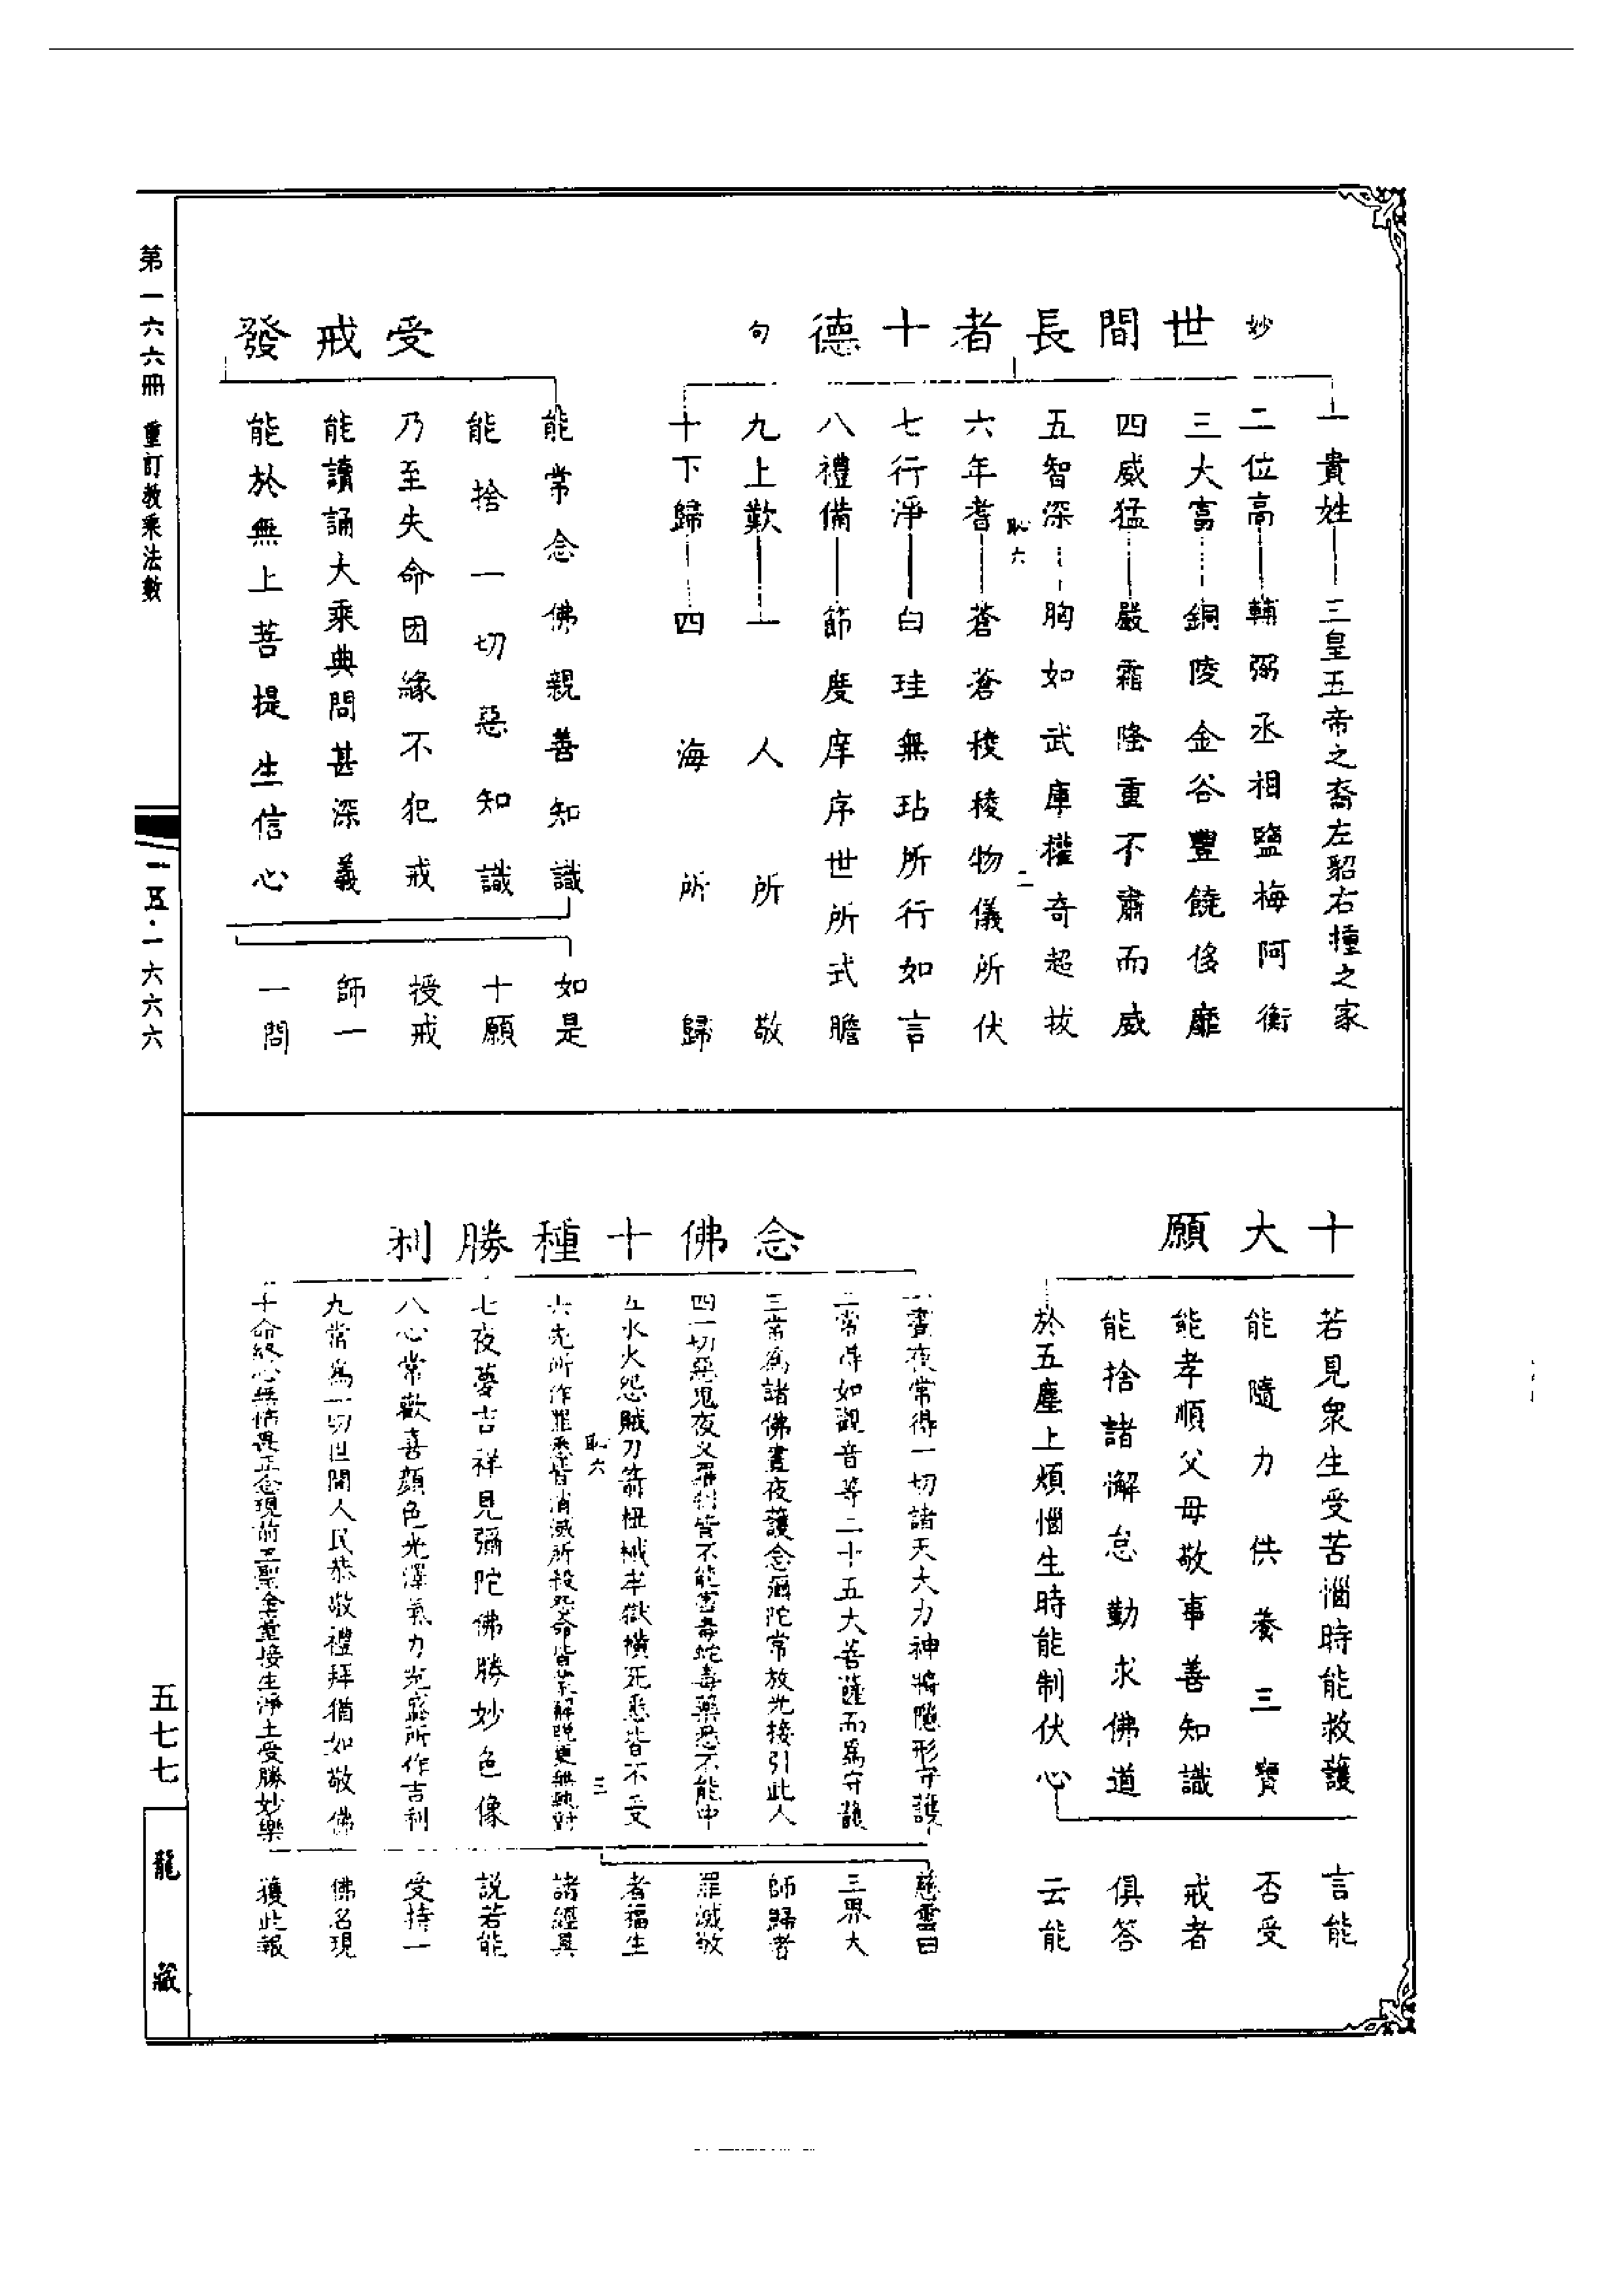 妙
世間長者十德
句
一貴姓 三皇五帝之裔左貂右揰之家
二位高 輔弼丞相鹽梅阿衡
三大富 銅陵金谷豐饒侈靡
四威猛 嚴霜隆重不肅而威
五智深 胸如武庫權奇超拔
耻六 二
六年耆 蒼蒼稜稜物儀所伏
七行淨 白珪無玷所行如言
八禮備 節度庠序世所式瞻
九上歎 一人所敬
十下歸 四海所歸
受戒發
能常念佛親善知識
能捨一切惡知識
乃至失命因緣不犯戒
能讀誦大乘典問甚深義
能於無上菩提生信心
如是
十願
授戒
師一
一問
十大願
若見衆生受苦惱時能救護
能隨力供養三寶
能孝順父母敬事善知識
能捨諸懈怠勤求佛道
於五塵上煩惱生時能制伏心
言能
否受
戒者
俱答
云能
念佛十種勝利
一晝夜常得一切諸天大力神將隱形守護
二常得如觀音等二十五大菩薩而爲守護
三常爲諸佛晝夜護念彌陀常放光接引此人
四一切惡鬼夜叉羅刹皆不能害毒蛇毒藥悉不能中
五水火怨賊刀箭杻械牢獄橫死悉皆不受
耻六 三
六先所作罪悉皆消滅所殺怨命皆蒙解脫更無執對
七夜夢吉祥見彌陀佛勝妙色像
八心常歡喜顏色光澤氣力充盛所作吉利
九常爲一切世間人民恭敬禮拜猶如敬佛
十命終心無怖畏正念現前三聖金臺接生淨土受勝妙樂
慈雲曰
三界大
師歸者
罪滅敬
者福生
諸經具
說若能
受持一
佛名現
獲此報
第一六六冊 重訂教乘法數
一五·一六六六
五七七
龍藏